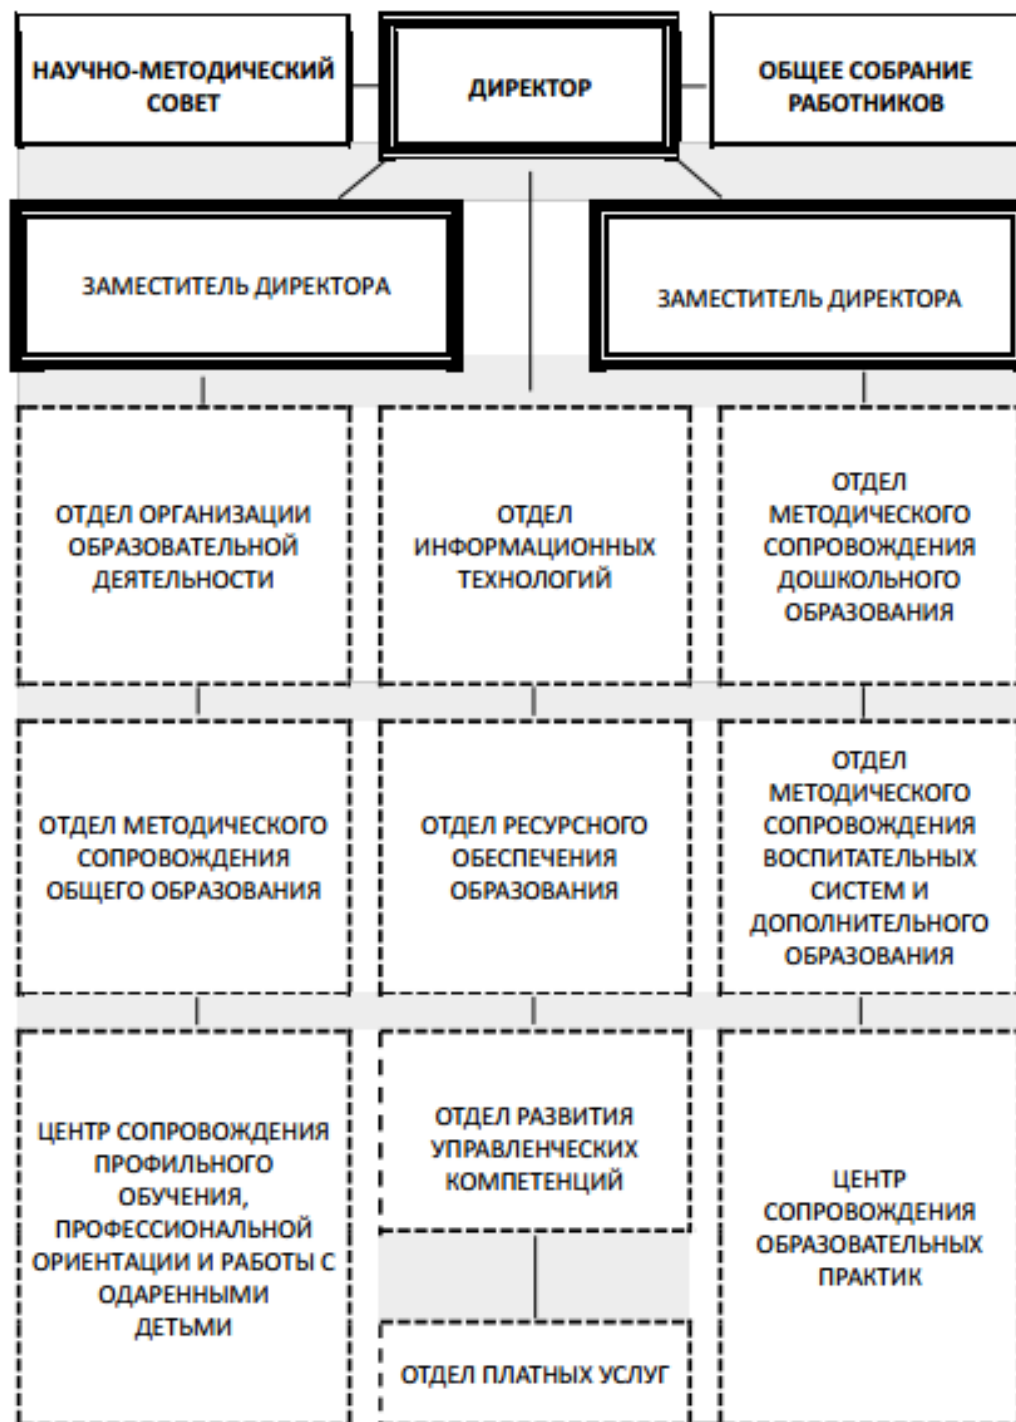 НАУЧНО-МЕТОДИЧЕСКИЙ
СОВЕТ
ДИРЕКТОР
ОБЩЕЕ СОБРАНИЕ
РАБОТНИКОВ
ЗАМЕСТИТЕЛЬ ДИРЕКТОРА
ЗАМЕСТИТЕЛЬ ДИРЕКТОРА
ОТДЕЛ ОРГАНИЗАЦИИ
ОБРАЗОВАТЕЛЬНОЙ
ДЕЯТЕЛЬНОСТИ
ОТДЕЛ
ИНФОРМАЦИОННЫХ
ТЕХНОЛОГИЙ
ОТДЕЛ
МЕТОДИЧЕСКОГО
СОПРОВОЖДЕНИЯ
ДОШКОЛЬНОГО
ОБРАЗОВАНИЯ
ОТДЕЛ МЕТОДИЧЕСКОГО
СОПРОВОЖДЕНИЯ
ОБЩЕГО ОБРАЗОВАНИЯ
ОТДЕЛ РЕСУРСНОГО
ОБЕСПЕЧЕНИЯ
ОБРАЗОВАНИЯ
ОТДЕЛ
МЕТОДИЧЕСКОГО
СОПРОВОЖДЕНИЯ
ВОСПИТАТЕЛЬНЫХ
СИСТЕМ И
ДОПОЛНИТЕЛЬНОГО
ОБРАЗОВАНИЯ
ЦЕНТР СОПРОВОЖДЕНИЯ
ПРОФИЛЬНОГО
ОБУЧЕНИЯ,
ПРОФЕССИОНАЛЬНОЙ
ОРИЕНТАЦИИ И РАБОТЫ С
ОДАРЕННЫМИ
ДЕТЬМИ
ОТДЕЛ РАЗВИТИЯ
УПРАВЛЕНЧЕСКИХ
КОМПЕТЕНЦИЙ
ОТДЕЛ ПЛАТНЫХ УСЛУГ
ЦЕНТР
СОПРОВОЖДЕНИЯ
ОБРАЗОВАТЕЛЬНЫХ
ПРАКТИК